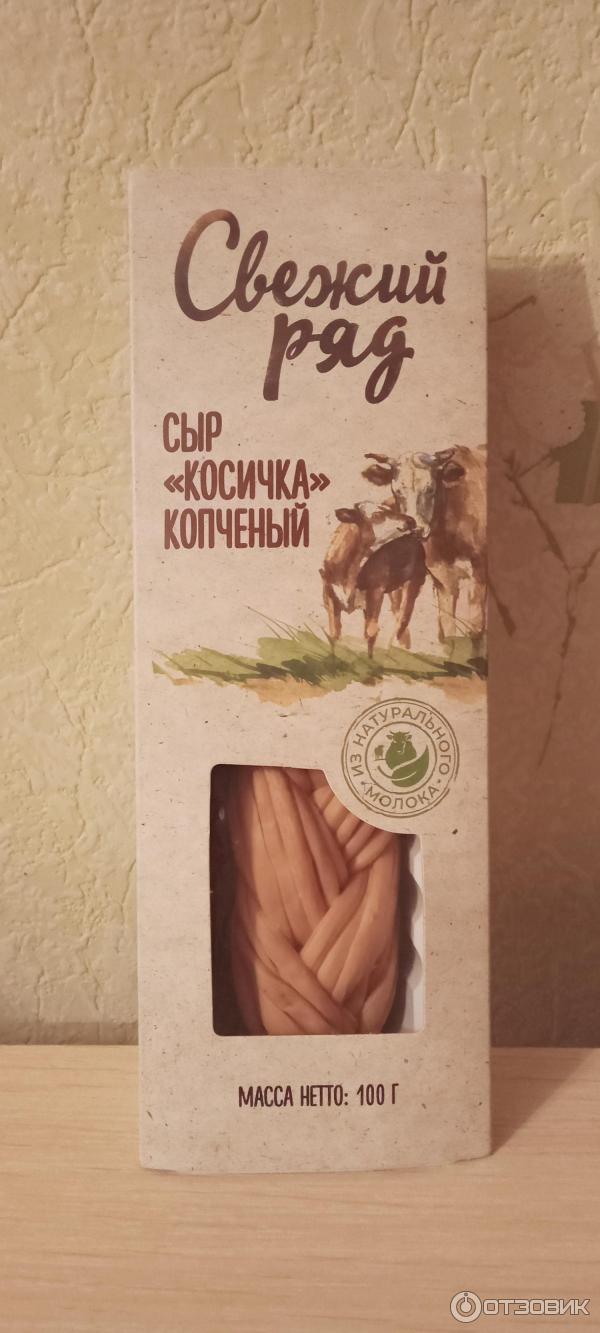 Свежий
ряд
СЫР
«КОСИЧКА»
КОПЧЕНЫЙ
ИЗ НАТУРАЛЬНОГО
МОЛОКА
МАССА НЕТТО: 100 Г
ОТЗОВИК